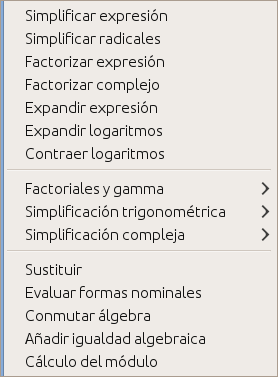 Simplificar expresión
Simplificar radicales
Factorizar expresión
Factorizar complejo
Expandir expresión
Expandir logaritmos
Contraer logaritmos
Factoriales y gamma
Simplificación trigonométrica
Simplificación compleja
Sustituir
Evaluar formas nominales
Conmutar álgebra
Añadir igualdad algebraica
Cálculo del módulo